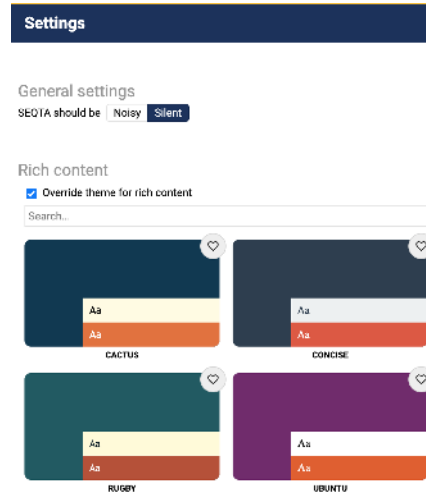 Settings
General settings
SEQTA should be Noisy Silent
Rich content
Override theme for rich content
Search...
Aa
Aa
CACTUS
Aa
Aa
CONCISE
Aa
Aa
RUGBY
Aa
Aa
UBUNTU